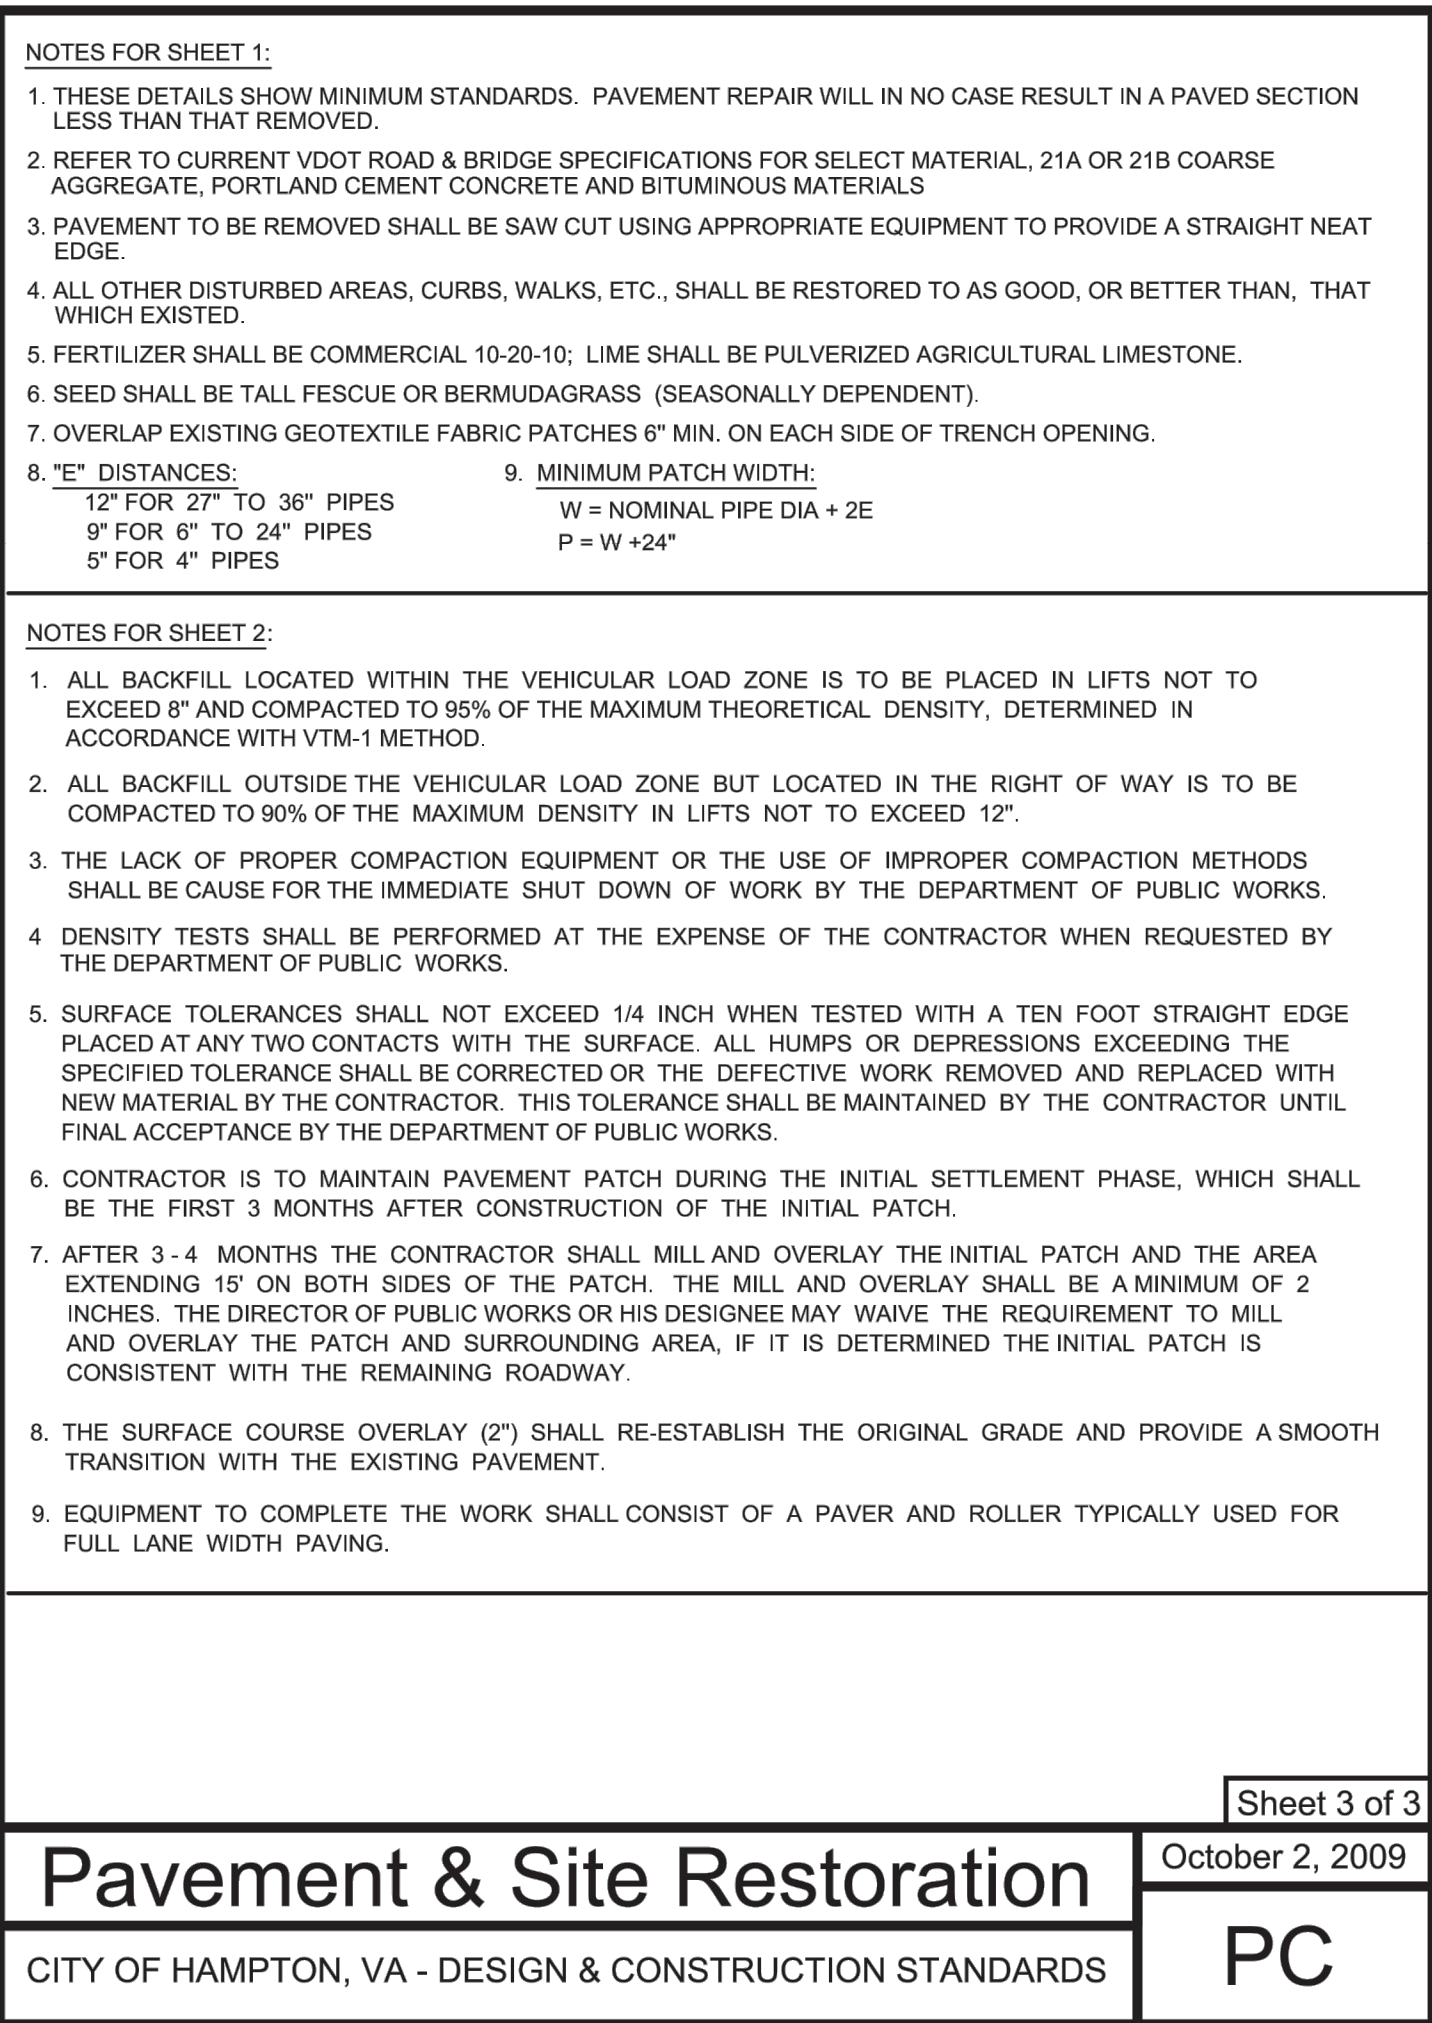 NOTES FOR SHEET 1:
1. THESE DETAILS SHOW MINIMUM STANDARDS. PAVEMENT REPAIR WILL IN NO CASE RESULT IN A PAVED SECTION
LESS THAN THAT REMOVED.
2. REFER TO CURRENT VDOT ROAD & BRIDGE SPECIFICATIONS FOR SELECT MATERIAL, 21A OR 21B COARSE
AGGREGATE, PORTLAND CEMENT CONCRETE AND BITUMINOUS MATERIALS
3. PAVEMENT TO BE REMOVED SHALL BE SAW CUT USING APPROPRIATE EQUIPMENT TO PROVIDE A STRAIGHT NEAT
EDGE.
4. ALL OTHER DISTURBED AREAS, CURBS, WALKS, ETC., SHALL BE RESTORED TO AS GOOD, OR BETTER THAN, THAT
WHICH EXISTED.
5. FERTILIZER SHALL BE COMMERCIAL 10-20-10; LIME SHALL BE PULVERIZED AGRICULTURAL LIMESTONE.
6. SEED SHALL BE TALL FESCUE OR BERMUDAGRASS (SEASONALLY DEPENDENT).
7. OVERLAP EXISTING GEOTEXTILE FABRIC PATCHES 6" MIN. ON EACH SIDE OF TRENCH OPENING.
8. "E" DISTANCES:
12" FOR 27" TO 36" PIPES
9" FOR 6" TO 24" PIPES
5" FOR 4" PIPES
9. MINIMUM PATCH WIDTH:
W = NOMINAL PIPE DIA + 2E
P = W +24"
NOTES FOR SHEET 2:
1. ALL BACKFILL LOCATED WITHIN THE VEHICULAR LOAD ZONE IS TO BE PLACED IN LIFTS NOT TO
EXCEED 8" AND COMPACTED TO 95% OF THE MAXIMUM THEORETICAL DENSITY, DETERMINED IN
ACCORDANCE WITH VTM-1 METHOD.
2. ALL BACKFILL OUTSIDE THE VEHICULAR LOAD ZONE BUT LOCATED IN THE RIGHT OF WAY IS TO BE
COMPACTED TO 90% OF THE MAXIMUM DENSITY IN LIFTS NOT TO EXCEED 12".
3. THE LACK OF PROPER COMPACTION EQUIPMENT OR THE USE OF IMPROPER COMPACTION METHODS
SHALL BE CAUSE FOR THE IMMEDIATE SHUT DOWN OF WORK BY THE DEPARTMENT OF PUBLIC WORKS.
4 DENSITY TESTS SHALL BE PERFORMED AT THE EXPENSE OF THE CONTRACTOR WHEN REQUESTED BY
THE DEPARTMENT OF PUBLIC WORKS.
5. SURFACE TOLERANCES SHALL NOT EXCEED 1/4 INCH WHEN TESTED WITH A TEN FOOT STRAIGHT EDGE
PLACED AT ANY TWO CONTACTS WITH THE SURFACE. ALL HUMPS OR DEPRESSIONS EXCEEDING THE
SPECIFIED TOLERANCE SHALL BE CORRECTED OR THE DEFECTIVE WORK REMOVED AND REPLACED WITH
NEW MATERIAL BY THE CONTRACTOR. THIS TOLERANCE SHALL BE MAINTAINED BY THE CONTRACTOR UNTIL
FINAL ACCEPTANCE BY THE DEPARTMENT OF PUBLIC WORKS.
6. CONTRACTOR IS TO MAINTAIN PAVEMENT PATCH DURING THE INITIAL SETTLEMENT PHASE, WHICH SHALL
BE THE FIRST 3 MONTHS AFTER CONSTRUCTION OF THE INITIAL PATCH.
7. AFTER 3 - 4 MONTHS THE CONTRACTOR SHALL MILL AND OVERLAY THE INITIAL PATCH AND THE AREA
EXTENDING 15' ON BOTH SIDES OF THE PATCH. THE MILL AND OVERLAY SHALL BE A MINIMUM OF 2
INCHES. THE DIRECTOR OF PUBLIC WORKS OR HIS DESIGNEE MAY WAIVE THE REQUIREMENT TO MILL
AND OVERLAY THE PATCH AND SURROUNDING AREA, IF IT IS DETERMINED THE INITIAL PATCH IS
CONSISTENT WITH THE REMAINING ROADWAY.
8. THE SURFACE COURSE OVERLAY (2") SHALL RE-ESTABLISH THE ORIGINAL GRADE AND PROVIDE A SMOOTH
TRANSITION WITH THE EXISTING PAVEMENT.
9. EQUIPMENT TO COMPLETE THE WORK SHALL CONSIST OF A PAVER AND ROLLER TYPICALLY USED FOR
FULL LANE WIDTH PAVING.
Sheet 3 of 3
Pavement & Site Restoration
October 2, 2009
CITY OF HAMPTON, VA - DESIGN & CONSTRUCTION STANDARDS
PC